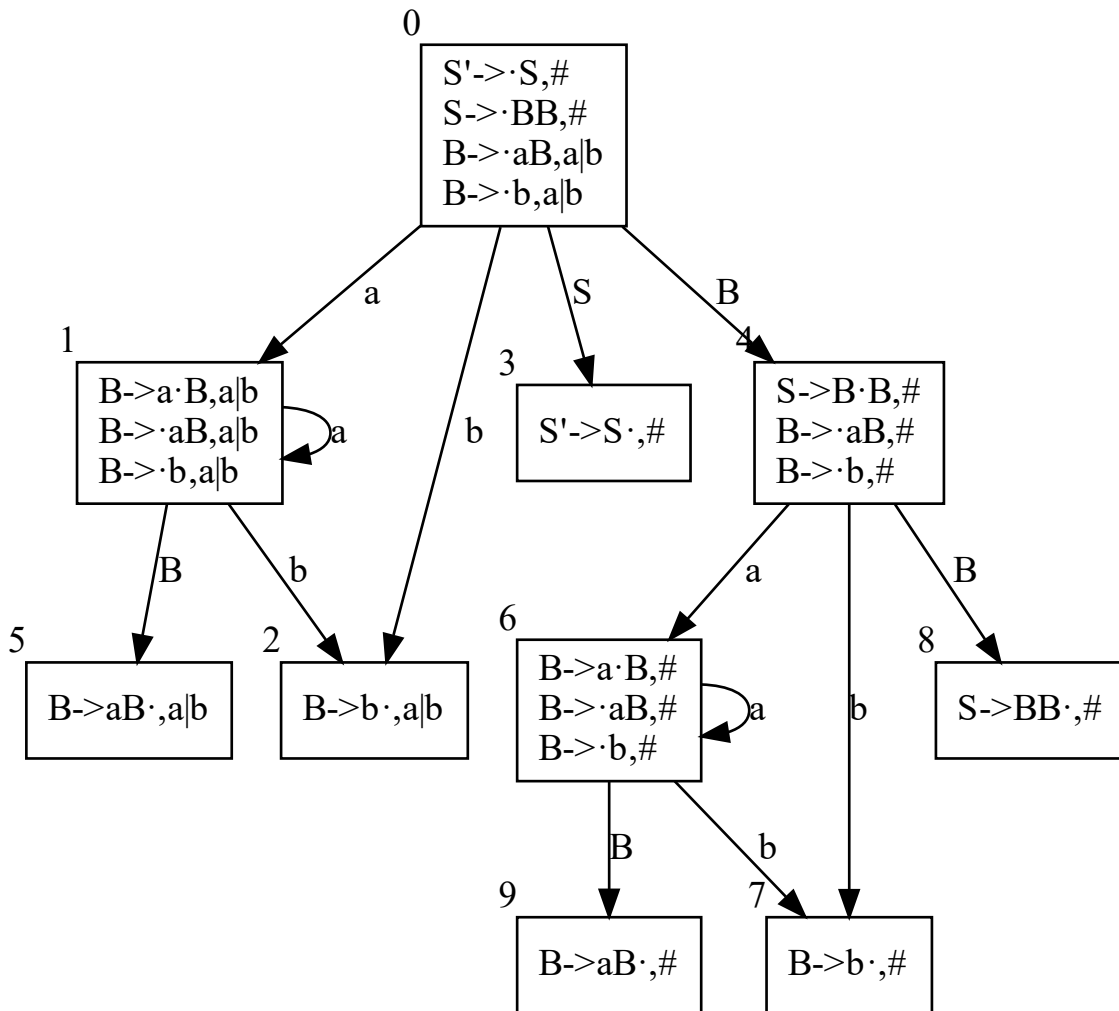 0
S'->·S,#
S->·BB,#
B->·aB,a|b
B->·b,a|b
a
b
S
B
1
B->a·B,a|b
B->·aB,a|b
B->·b,a|b
a
3
S'->S·,#
4
S->B·B,#
B->·aB,#
B->·b,#
B
b
a
b
B
5
B->aB·,a|b
2
B->b·,a|b
6
B->a·B,#
B->·aB,#
B->·b,#
a
8
S->BB·,#
B
b
9
B->aB·,#
7
B->b·,#